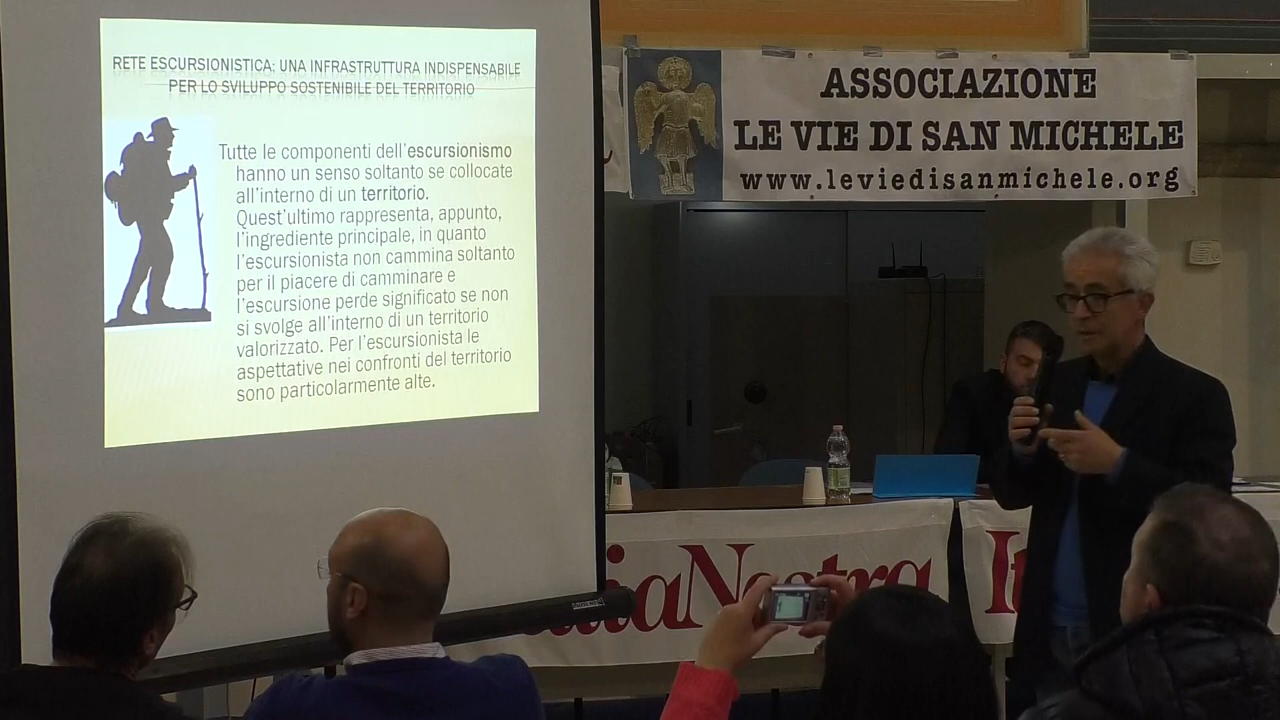 RETE ESCURSIONISTICA: UNA INFRASTRUTTURA INDISPENSABILE
PER LO SVILUPPO SOSTENIBILE DEL TERRITORIO
Tutte le componenti dell'escursionismo
hanno un senso soltanto se collocate
all'interno di un territorio.
Quest'ultimo rappresenta, appunto,
l'ingrediente principale, in quanto
l'escursionista non cammina soltanto
per il piacere di camminare e
l'escursione perde significato se non
si svolge all'interno di un territorio
valorizzato. Per l'escursionista le
aspettative nei confronti del territorio
sono particolarmente alte.
ASSOCIAZIONE
LE VIE DI SAN MICHELE
www.leviedisanmichele.org
Italia Nostra
It